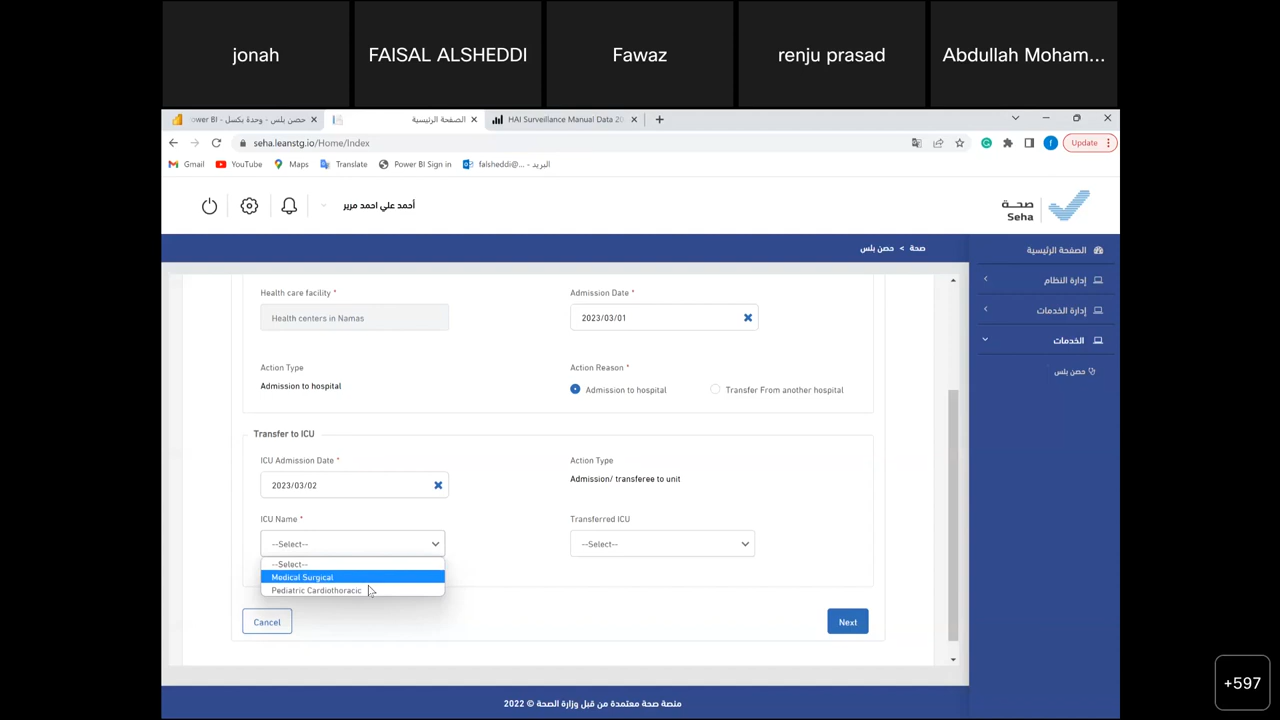 jonah
FAISAL ALSHEDDI
Fawaz
renju prasad
Abdullah Moham...
حصن بلس - وحدة بكسل - ower BI
الصفحة الرئيسية
HAI Surveillance Manual Data 20
seha.leanstg.io/Home/Index
Update
Gmail
YouTube
Maps
Translate
Power BI Sign in
البريد - ...falsheddi@
أحمد علي احمد مرير
صحة
Seha
صحة > حصن بلس
الصفحة الرئيسية
إدارة النظام
إدارة الخدمات
الخدمات
حصن بلس
Health care facility *
Admission Date *
Health centers in Namas
2023/03/01
Action Type
Action Reason *
Admission to hospital
Admission to hospital
Transfer From another hospital
Transfer to ICU
ICU Admission Date *
Action Type
2023/03/02
Admission/ transferee to unit
ICU Name *
Transferred ICU
--Select--
--Select--
--Select--
Medical Surgical
Pediatric Cardiothoracic
Cancel
Next
منصة صحة معتمدة من قبل وزارة الصحة © 2022
+597